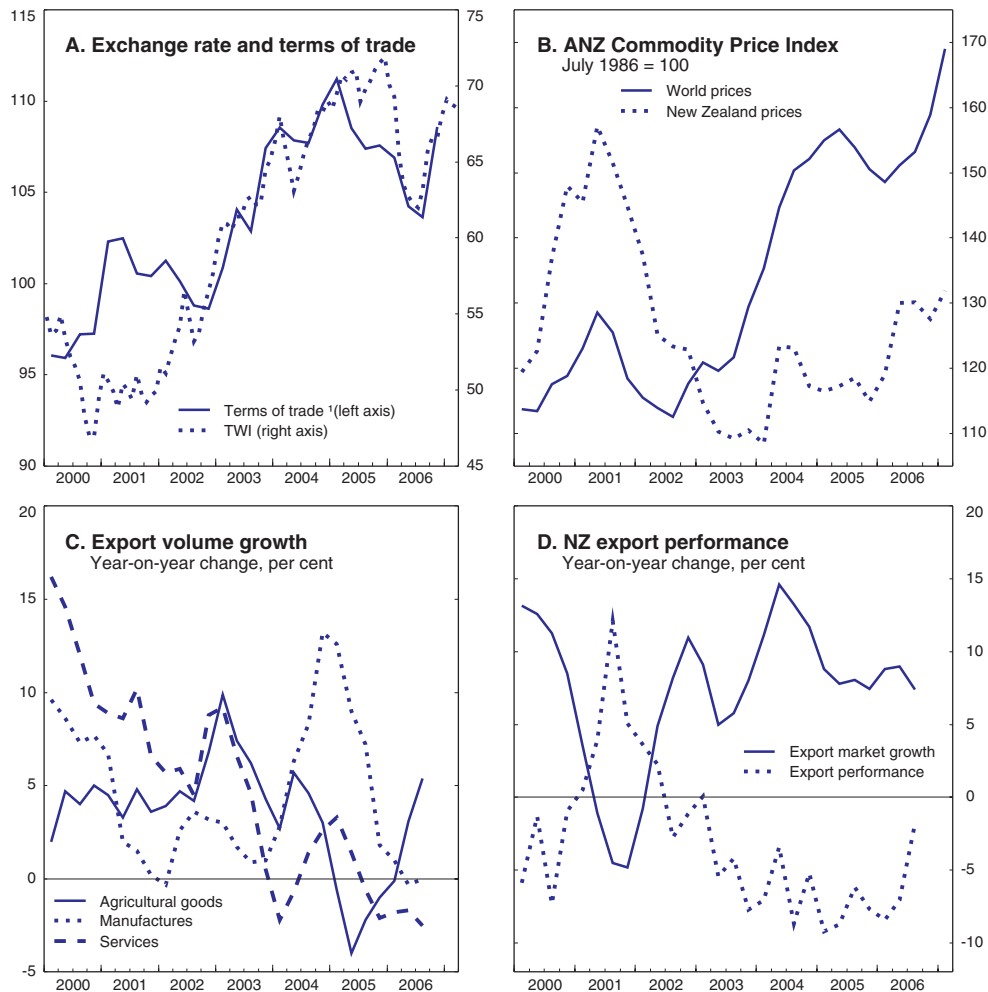 A. Exchange rate and terms of trade
115
110
105
100
95
90
75
70
65
60
55
50
45
Terms of trade ¹(left axis)
TWI (right axis)
2000 2001 2002 2003 2004 2005 2006
B. ANZ Commodity Price Index
July 1986 = 100
World prices
New Zealand prices
170
160
150
140
130
120
110
2000 2001 2002 2003 2004 2005 2006
C. Export volume growth
Year-on-year change, per cent
20
15
10
5
0
-5
Agricultural goods
Manufactures
Services
2000 2001 2002 2003 2004 2005 2006
D. NZ export performance
Year-on-year change, per cent
20
15
10
5
0
-5
-10
Export market growth
Export performance
2000 2001 2002 2003 2004 2005 2006